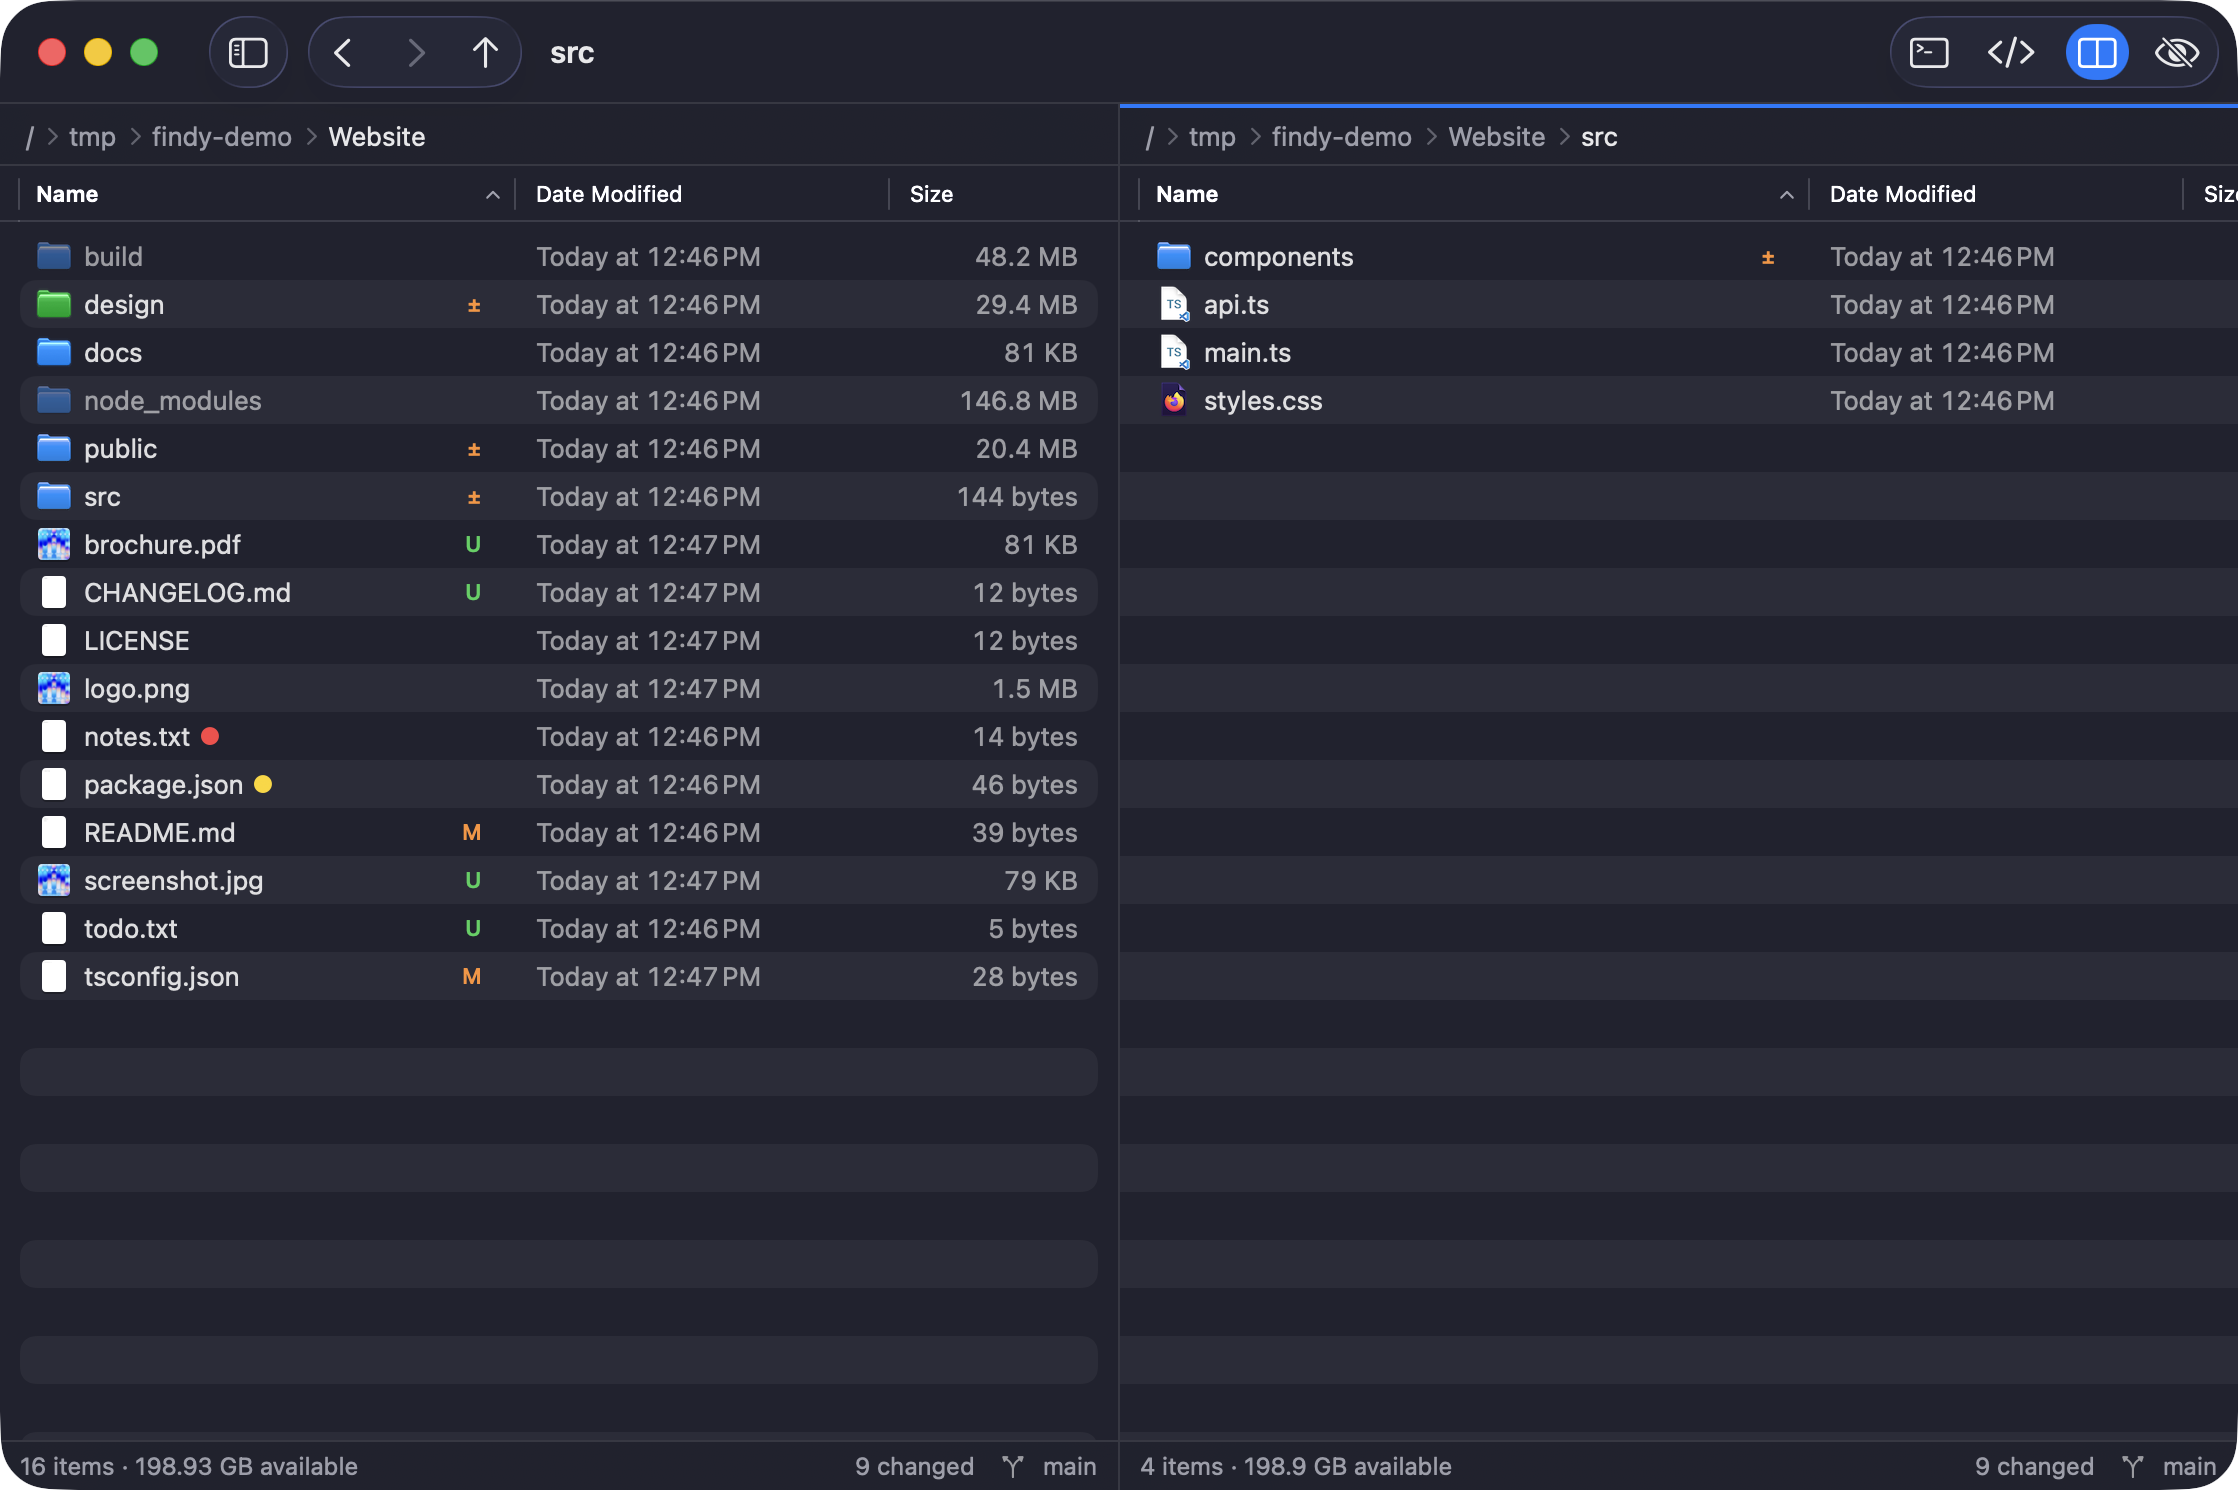 src
/ > tmp > findy-demo > Website
Name Date Modified Size
build Today at 12:46 PM 48.2 MB
design ± Today at 12:46 PM 29.4 MB
docs Today at 12:46 PM 81 KB
node_modules Today at 12:46 PM 146.8 MB
public ± Today at 12:46 PM 20.4 MB
src ± Today at 12:46 PM 144 bytes
brochure.pdf U Today at 12:47 PM 81 KB
CHANGELOG.md U Today at 12:47 PM 12 bytes
LICENSE Today at 12:47 PM 12 bytes
logo.png Today at 12:47 PM 1.5 MB
notes.txt Today at 12:46 PM 14 bytes
package.json Today at 12:46 PM 46 bytes
README.md M Today at 12:46 PM 39 bytes
screenshot.jpg U Today at 12:47 PM 79 KB
todo.txt U Today at 12:46 PM 5 bytes
tsconfig.json M Today at 12:47 PM 28 bytes
16 items · 198.93 GB available 9 changed main
/ > tmp > findy-demo > Website > src
Name Date Modified
components ± Today at 12:46 PM
TS api.ts Today at 12:46 PM
TS main.ts Today at 12:46 PM
styles.css Today at 12:46 PM
4 items · 198.9 GB available 9 changed main